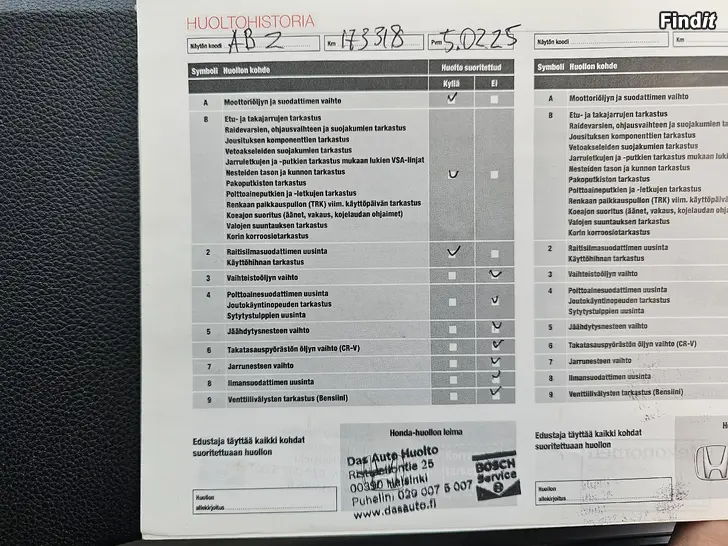 Findit
HUOLTOHISTORIA
Näytön koodi AB 2 Km 173318 Pvm 5.02.25
Näytön koodi Km
Symboli Huollon kohde Huolto suoritettud
Kyllä Ei
A Moottoriöljyn ja suodattimen vaihto
B Etu- ja takajarrujen tarkastus
Raidevarsien, ohjausvaihteen ja suojakumien tarkastus
Jousituksen komponenttien tarkastus
Vetoakseleiden suojakumien tarkastus
Jarruletkujen ja -putkien tarkastus mukaan lukien VSA-linjat
Nesteiden tason ja kunnon tarkastus
Pakoputkiston tarkastus
Polttoaineputkien ja -letkujen tarkastus
Renkaan paikkauspullon (TRK) viim. käyttöpäivän tarkastus
Koeajon suoritus (äänet, vakaus, kojelaudan ohjaimet)
Valojen suuntauksen tarkastus
Korin korroosiotarkastus
2 Raitisilmasuodattimen uusinta
Käyttöhihnan tarkastus
3 Vaihteistoöljyn vaihto
4 Polttoainesuodattimen uusinta
Joutokäyntinopeuden tarkastus
Sytytystulppien uusinta
5 Jäähdytysnesteen vaihto
6 Takatasauspyörästön öljyn vaihto (CR-V)
7 Jarrunesteen vaihto
8 Ilmansuodattimen uusinta
9 Venttiilivälysten tarkastus (Bensiini)
Edustaja täyttää kaikki kohdat
suoritettuaan huollon
Honda-huollon leima
Das Auto Huolto
00390 Helsinki
Puhelin: 029 007 5 007
www.dasauto.fi
BOSCH
Service
Huollon
allekirjoitus
Symboli Huollon kohde
A Moottoriöljyn ja suodattimen vaihto
B Etu- ja takajarrujen tarkastus
Raidevarsien, ohjausvaihteen ja suojakumien
Jousituksen komponenttien tarkastus
Vetoakseleiden suojakumien tarkastus
Jarruletkujen ja -putkien tarkastus mukaan
Nesteiden tason ja kunnon tarkastus
Pakoputkiston tarkastus
Polttoaineputkien ja -letkujen tarkastus
Renkaan paikkauspullon (TRK) viim. käyttöpäivän
Koeajon suoritus (äänet, vakaus, kojelaudan
Valojen suuntauksen tarkastus
Korin korroosiotarkastus
2 Raitisilmasuodattimen uusinta
Käyttöhihnan tarkastus
3 Vaihteistoöljyn vaihto
4 Polttoainesuodattimen uusinta
Joutokäyntinopeuden tarkastus
Sytytystulppien uusinta
5 Jäähdytysnesteen vaihto
6 Takatasauspyörästön öljyn vaihto (CR-V)
7 Jarrunesteen vaihto
8 Ilmansuodattimen uusinta
9 Venttiilivälysten tarkastus (Bensiini)
Edustaja täyttää kaikki kohdat
suoritettuaan huollon
Huollon
allekirjoitus